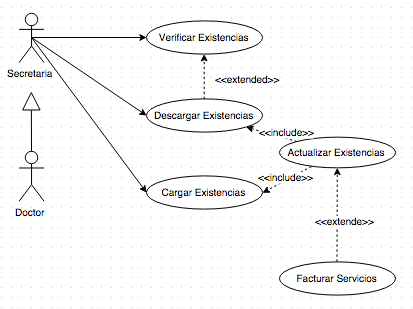 Verificar Existencias
Secretaria
<<extended>>
Descargar Existencias
<<include>>
Actualizar Existencias
<<include>>
Cargar Existencias
Doctor
<<extende>>
Facturar Servicios